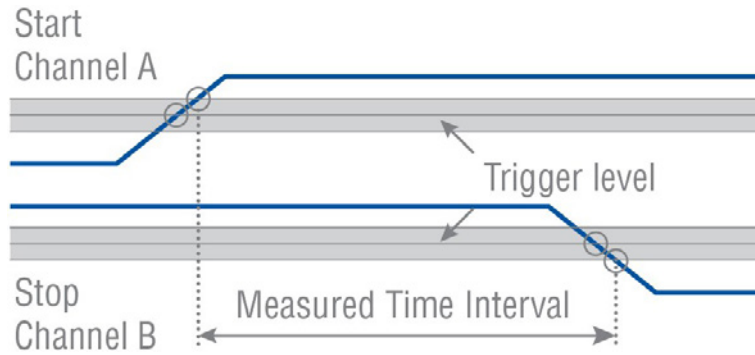 Start
Channel A
Trigger level
Stop
Channel B
Measured Time Interval